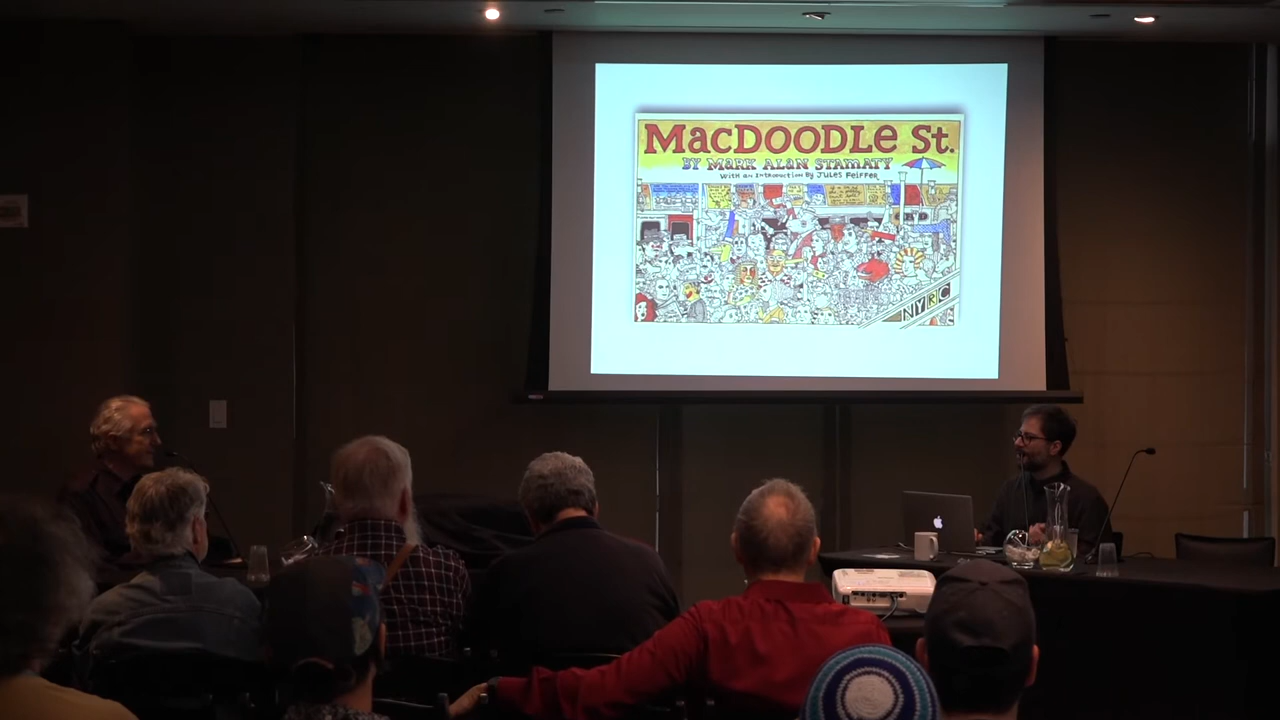 MACDOODLE ST.
BY MARK ALAN STAMATY
WITH AN INTRODUCTION BY JULES FEIFFER
NYRC